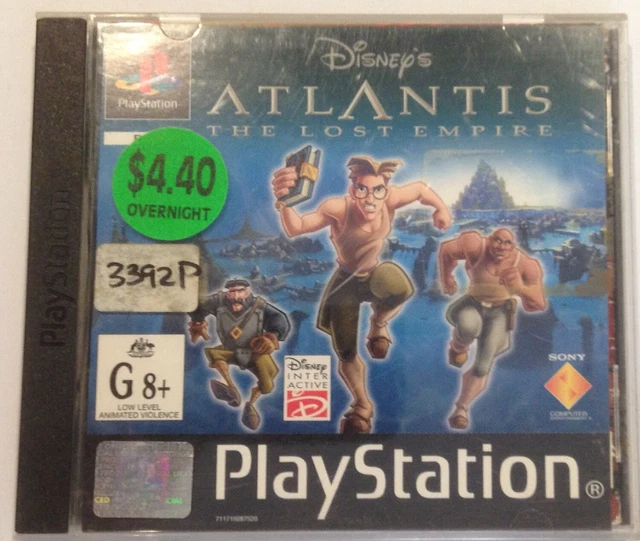 Disney's
ATLANTIS
THE LOST EMPIRE
PlayStation
$4.40
OVERNIGHT
3392P
G 8+
LOW LEVEL
ANIMATED VIOLENCE
Disney
INTER
ACTIVE
D
SONY
COMPUTER
PlayStation®
PlayStation